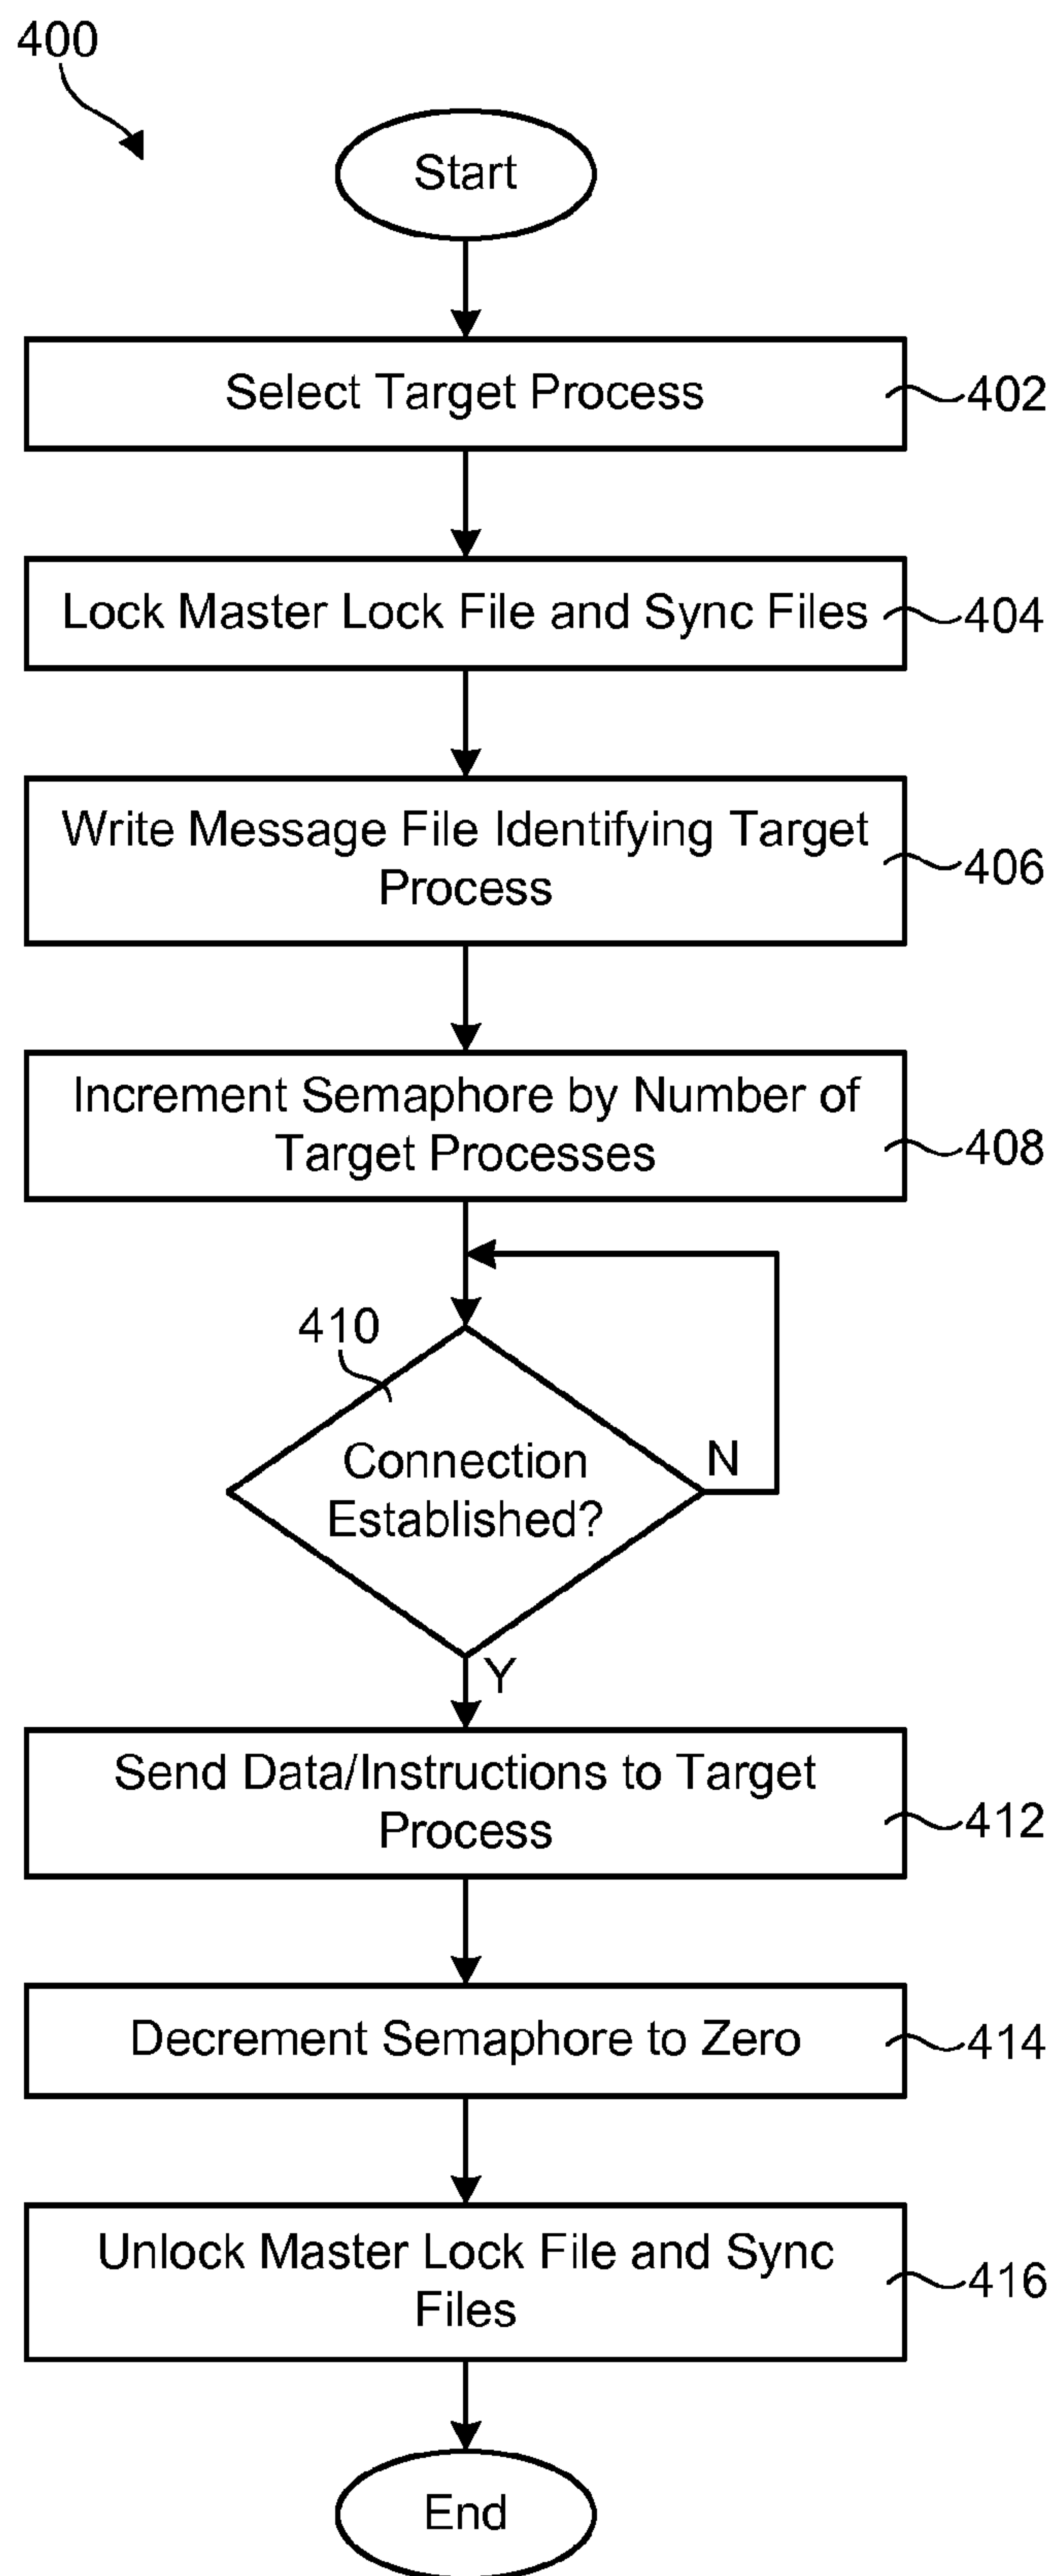 400
Start
Select Target Process
402
Lock Master Lock File and Sync Files
404
Write Message File Identifying Target
Process
406
Increment Semaphore by Number of
Target Processes
408
410
Connection
Established?
N
Y
Send Data/Instructions to Target
Process
412
Decrement Semaphore to Zero
414
Unlock Master Lock File and Sync
Files
416
End